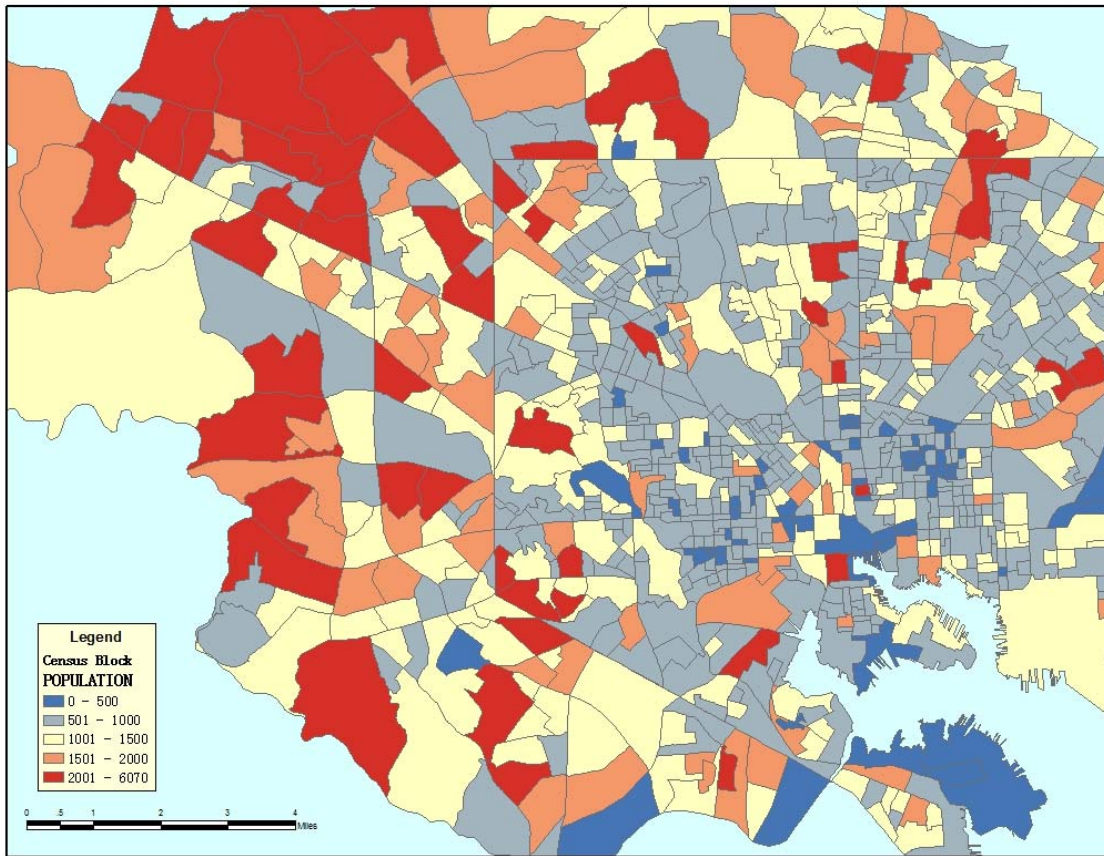 Legend
Census Block
POPULATION
0 - 500
501 - 1000
1001 - 1500
1501 - 2000
2001 - 6070
0 .5 1 2 3 4
Miles